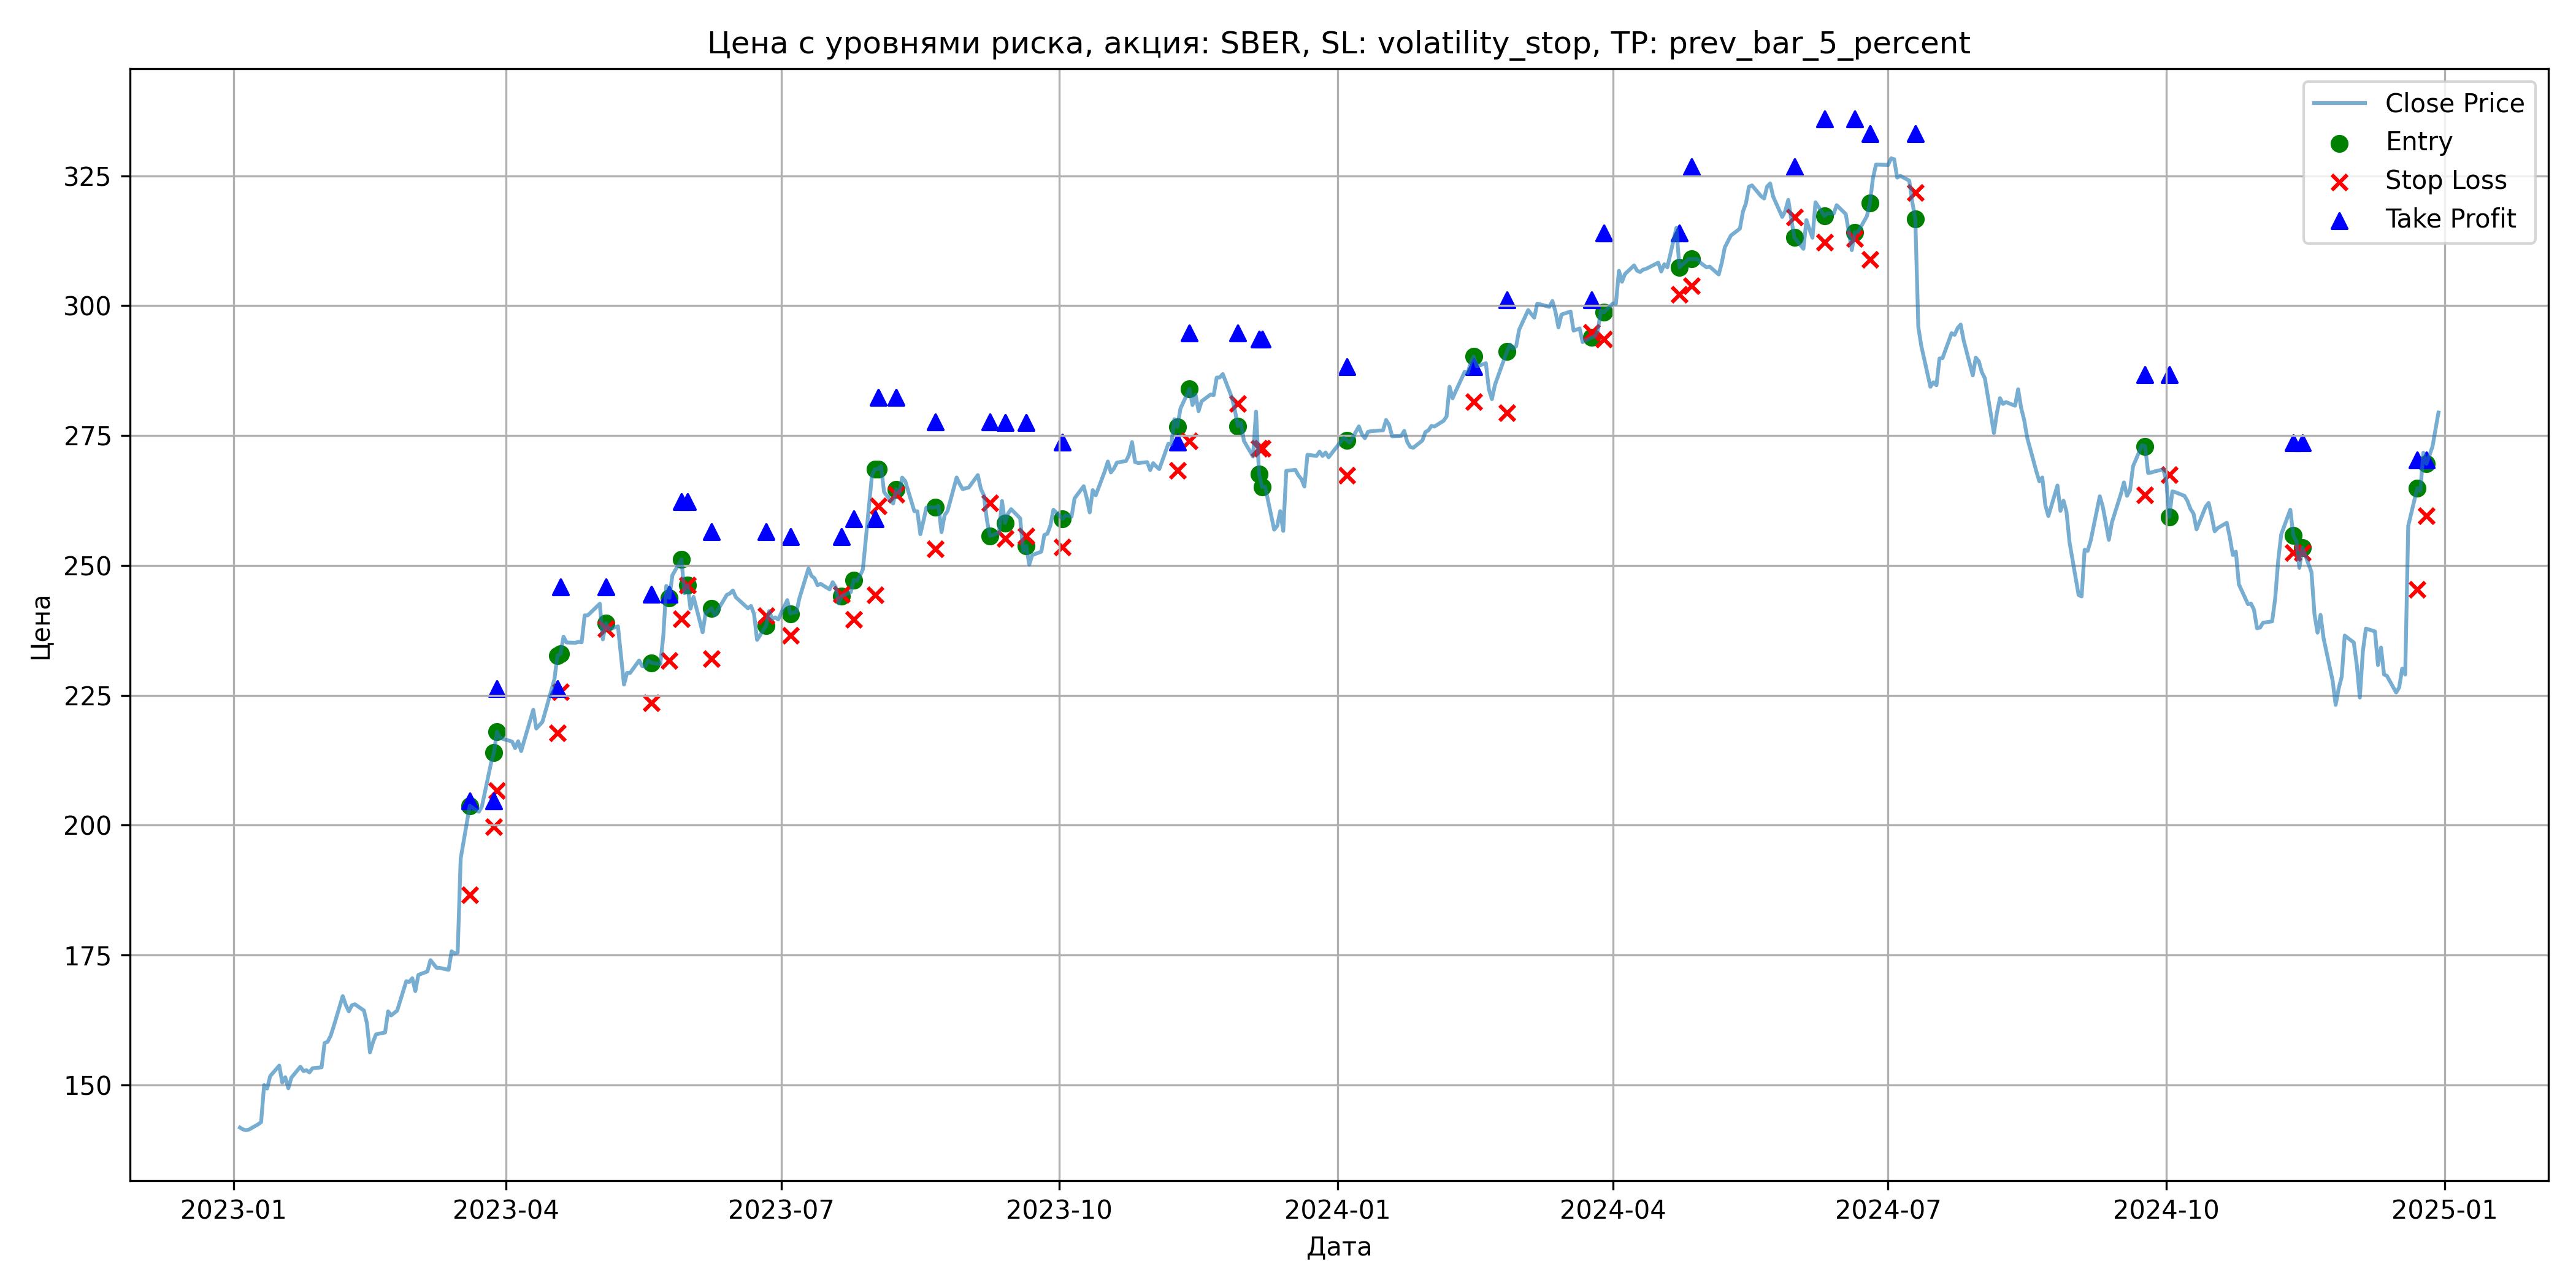 Цена с уровнями риска, акция: SBER, SL: volatility_stop, TP: prev_bar_5_percent
Close Price
Entry
Stop Loss
Take Profit
Цена
325
300
275
250
225
200
175
150
2023-01
2023-04
2023-07
2023-10
2024-01
2024-04
2024-07
2024-10
2025-01
Дата